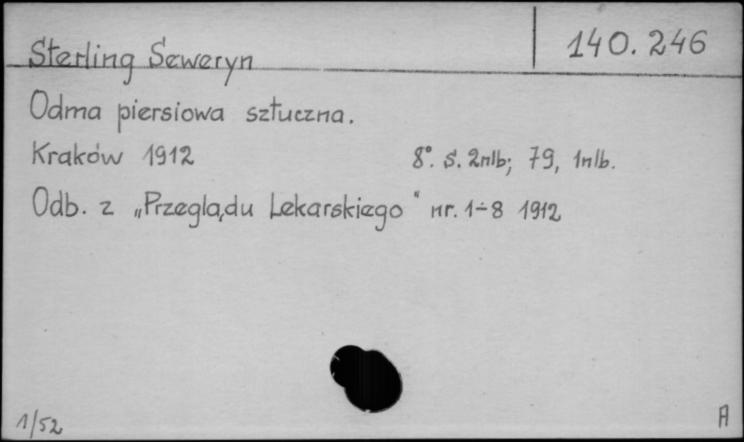 Sterling Seweryn
140.246
Odma piersiowa sztuczna.
Kraków 1912 8°. S. 2nlb; 79, 1nlb.
Odb. z „Przeglądu Lekarskiego" nr. 1÷8 1912
1/52 A